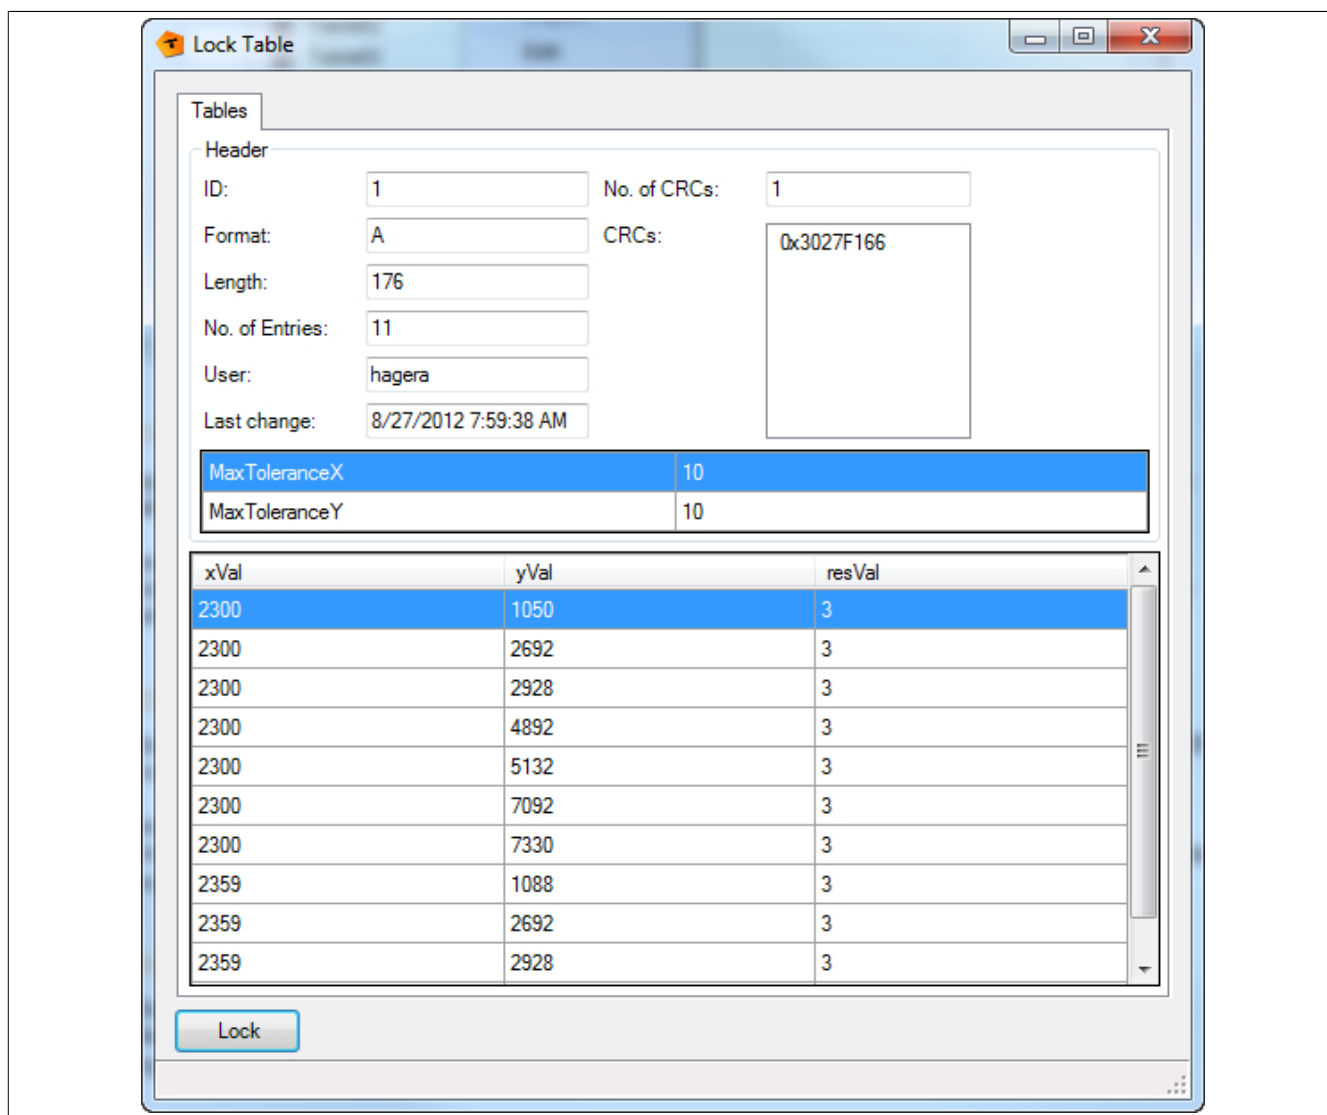 Lock Table
Tables
Header
ID: 1 No. of CRCs: 1
Format: A CRCs: 0x3027F166
Length: 176
No. of Entries: 11
User: hagera
Last change: 8/27/2012 7:59:38 AM
MaxToleranceX 10
MaxToleranceY 10
xVal yVal resVal
2300 1050 3
2300 2692 3
2300 2928 3
2300 4892 3
2300 5132 3
2300 7092 3
2300 7330 3
2359 1088 3
2359 2692 3
2359 2928 3
Lock